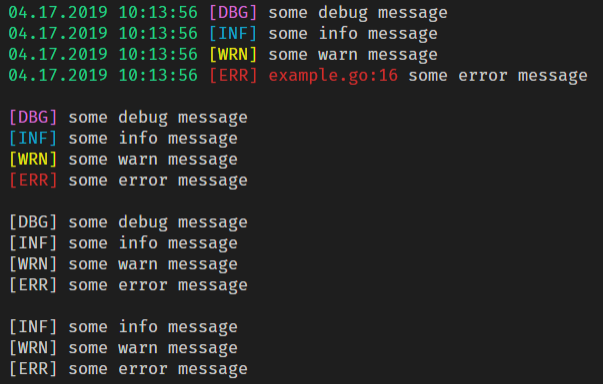 04.17.2019 10:13:56 [DBG] some debug message
04.17.2019 10:13:56 [INF] some info message
04.17.2019 10:13:56 [WRN] some warn message
04.17.2019 10:13:56 [ERR] example.go:16 some error message
[DBG] some debug message
[INF] some info message
[WRN] some warn message
[ERR] some error message
[DBG] some debug message
[INF] some info message
[WRN] some warn message
[ERR] some error message
[INF] some info message
[WRN] some warn message
[ERR] some error message